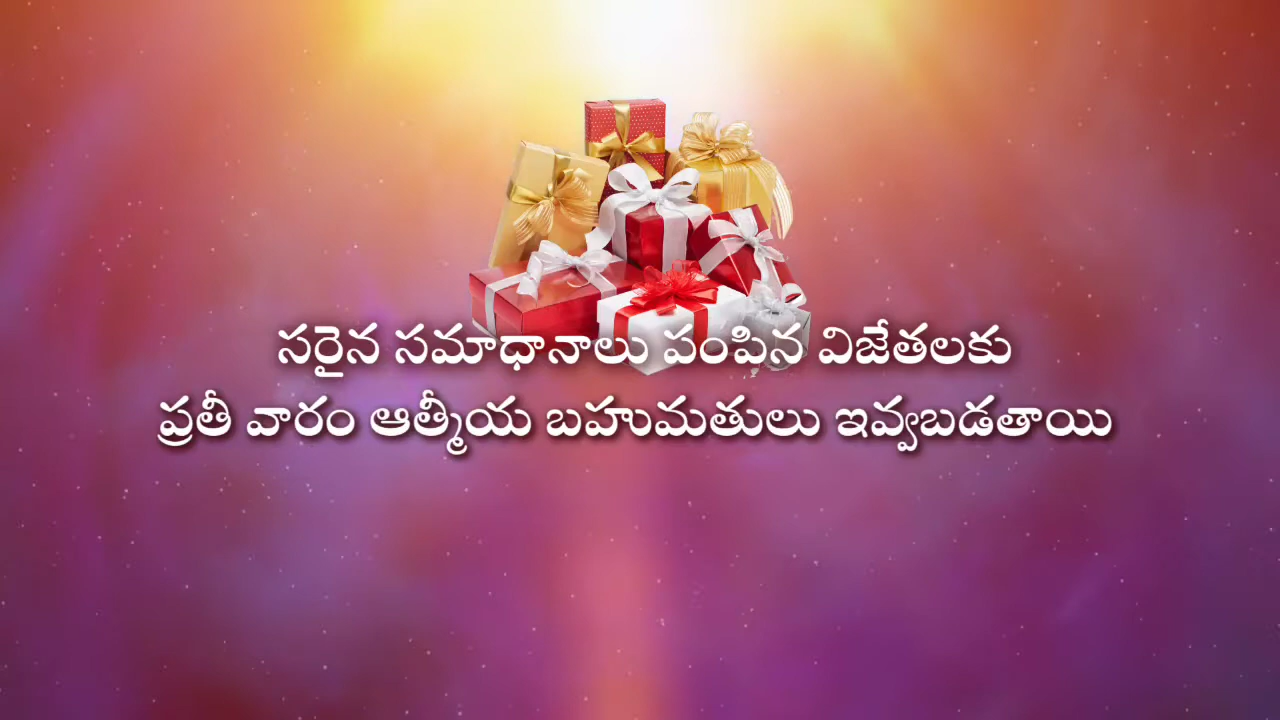 సరైన సమాధానాలు పంపిన విజేతలకు
ప్రతీ వారం ఆత్మీయ బహుమతులు ఇవ్వబడతాయి